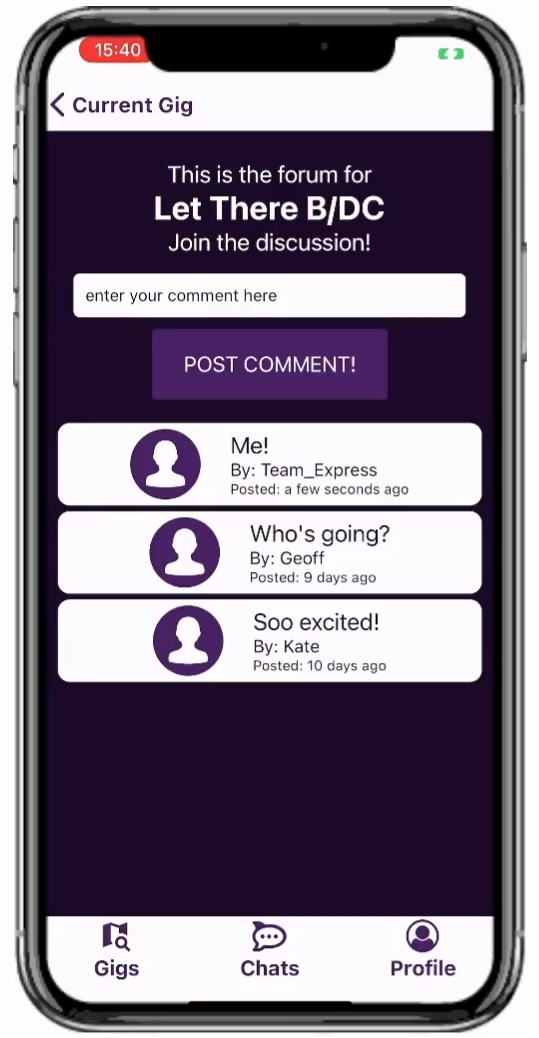 15:40
Current Gig
This is the forum for
Let There B/DC
Join the discussion!
enter your comment here
POST COMMENT!
Me!
By: Team_Express
Posted: a few seconds ago
Who's going?
By: Geoff
Posted: 9 days ago
Soo excited!
By: Kate
Posted: 10 days ago
Gigs
Chats
Profile